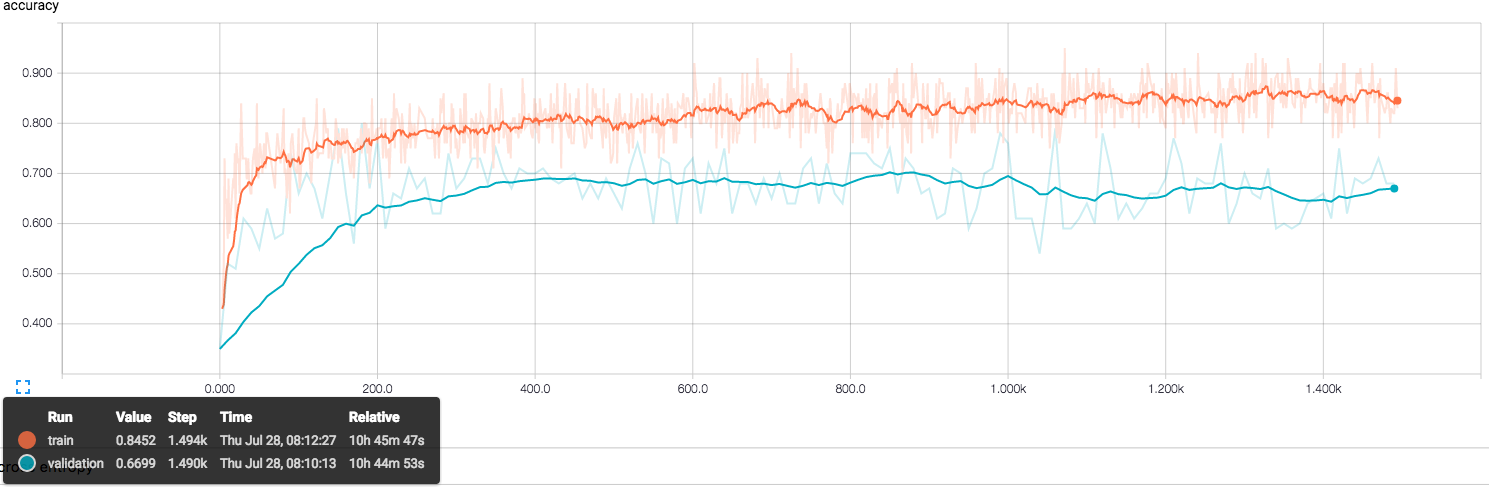 accuracy
0.900
0.800
0.700
0.600
0.500
0.400
0.000 200.0 400.0 600.0 800.0 1.000k 1.200k 1.400k
Run Value Step Time Relative
train 0.8452 1.494k Thu Jul 28, 08:12:27 10h 45m 47s
validation 0.6699 1.490k Thu Jul 28, 08:10:13 10h 44m 53s